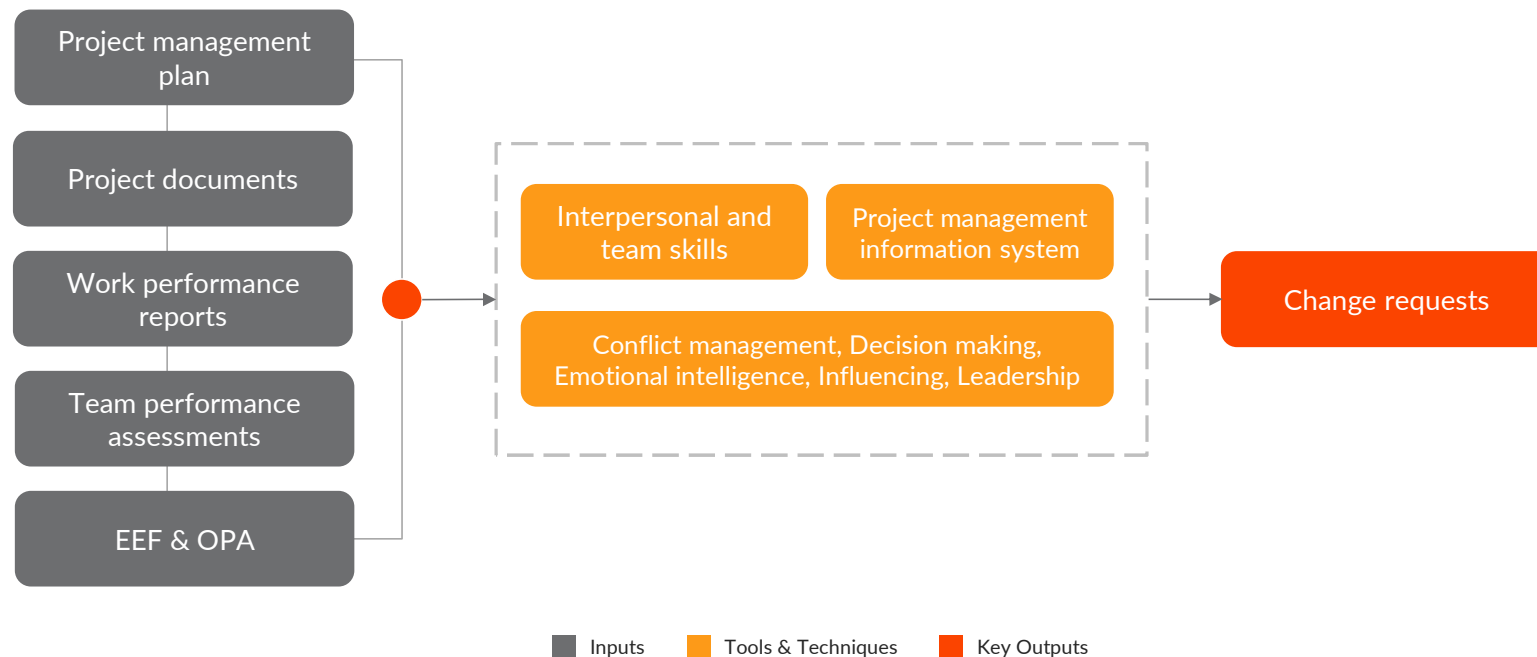 Project management
plan
Project documents
Work performance
reports
Team performance
assessments
EEF & OPA
Interpersonal and
team skills
Project management
information system
Conflict management, Decision making,
Emotional intelligence, Influencing, Leadership
Change requests
Inputs
Tools & Techniques
Key Outputs